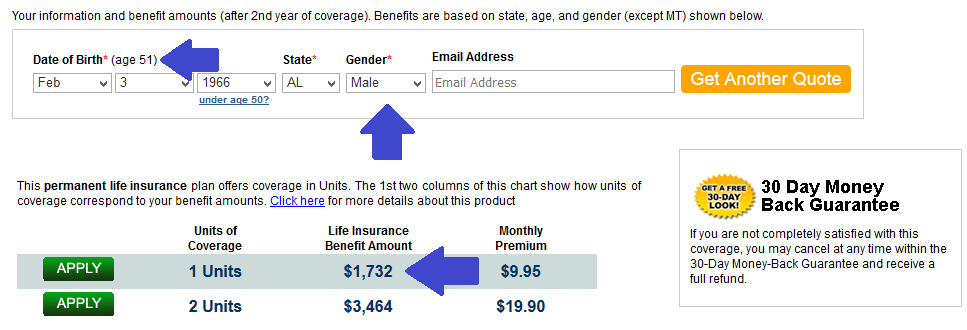 Your information and benefit amounts (after 2nd year of coverage). Benefits are based on state, age, and gender (except MT) shown below.
Date of Birth* (age 51) State* Gender* Email Address
Feb 3 1966 AL Male Email Address Get Another Quote
under age 50?
This permanent life insurance plan offers coverage in Units. The 1st two columns of this chart show how units of
coverage correspond to your benefit amounts. Click here for more details about this product
Units of Coverage Life Insurance Benefit Amount Monthly Premium
APPLY 1 Units $1,732 $9.95
APPLY 2 Units $3,464 $19.90
GET A FREE
30-DAY
LOOK!
30 Day Money
Back Guarantee
If you are not completely satisfied with this
coverage, you may cancel at any time within the
30-Day Money-Back Guarantee and receive a
full refund.